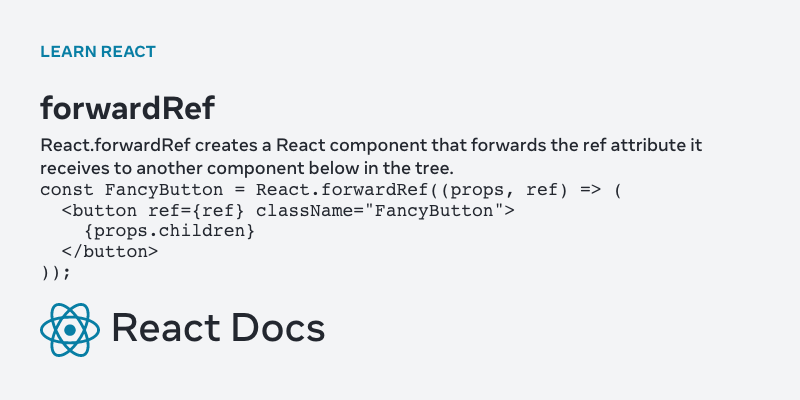 LEARN REACT
forwardRef
React.forwardRef creates a React component that forwards the ref attribute it
receives to another component below in the tree.
const FancyButton = React.forwardRef((props, ref) => (
  <button ref={ref} className="FancyButton">
    {props.children}
  </button>
));
React Docs